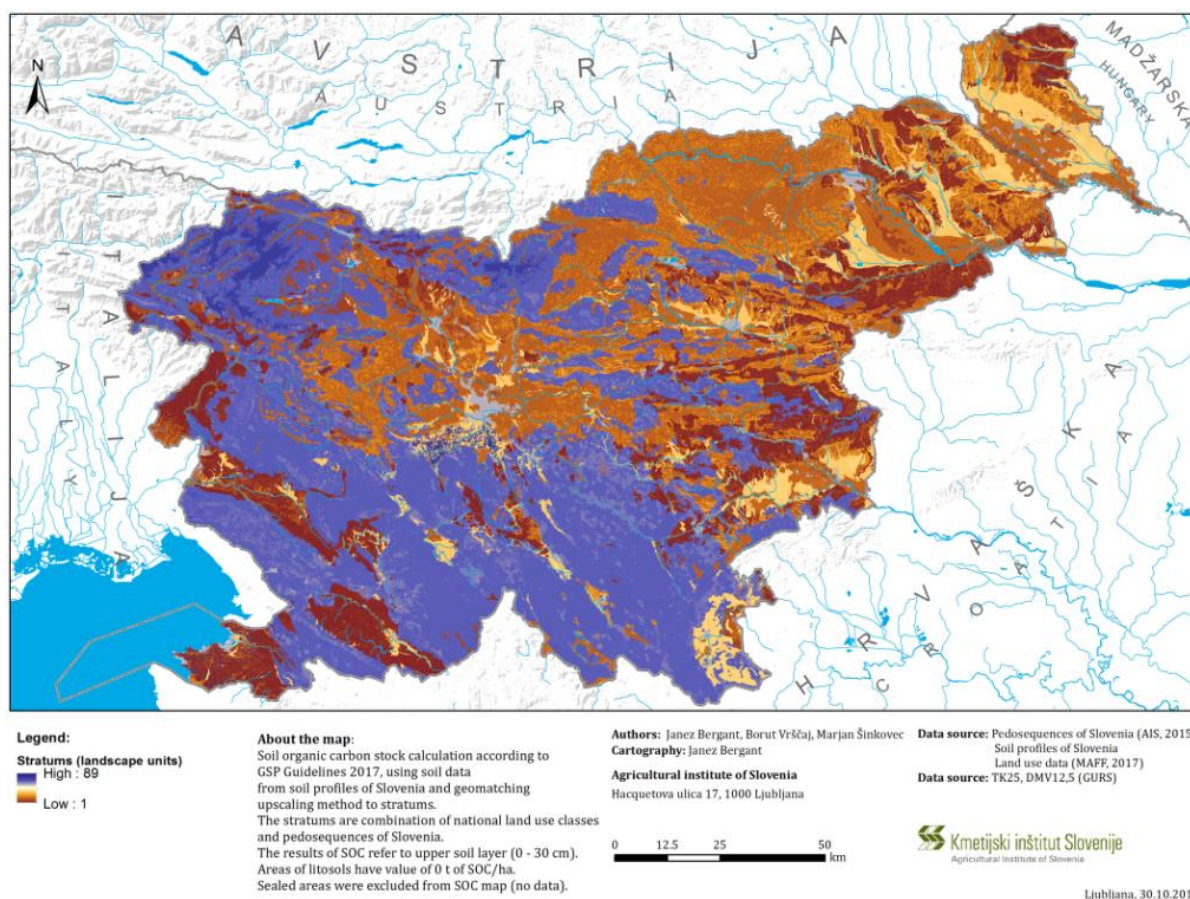 AVSTRIJA
AUSTRIA
MADŽARSKA
HUNGARY
ITALIJA
ITALY
HRVAŠKA
CROATIA
N
Legend:
Stratums (landscape units)
High : 89
Low : 1
About the map:
Soil organic carbon stock calculation according to
GSP Guidelines 2017, using soil data
from soil profiles of Slovenia and geomatching
upscaling method to stratums.
The stratums are combination of national land use classes
and pedosequences of Slovenia.
The results of SOC refer to upper soil layer (0 - 30 cm).
Areas of litosols have value of 0 t of SOC/ha.
Sealed areas were excluded from SOC map (no data).
Authors: Janez Bergant, Borut Vrščaj, Marjan Šinkovec
Cartography: Janez Bergant
Agricultural institute of Slovenia
Hacquetova ulica 17, 1000 Ljubljana
0 12.5 25 50
km
Data source: Pedosequences of Slovenia (AIS, 2015
Soil profiles of Slovenia
Land use data (MAFF, 2017)
Data source: TK25, DMV12,5 (GURS)
Kmetijski inštitut Slovenije
Agricultural Institute of Slovenia
Ljubljana, 30.10.201